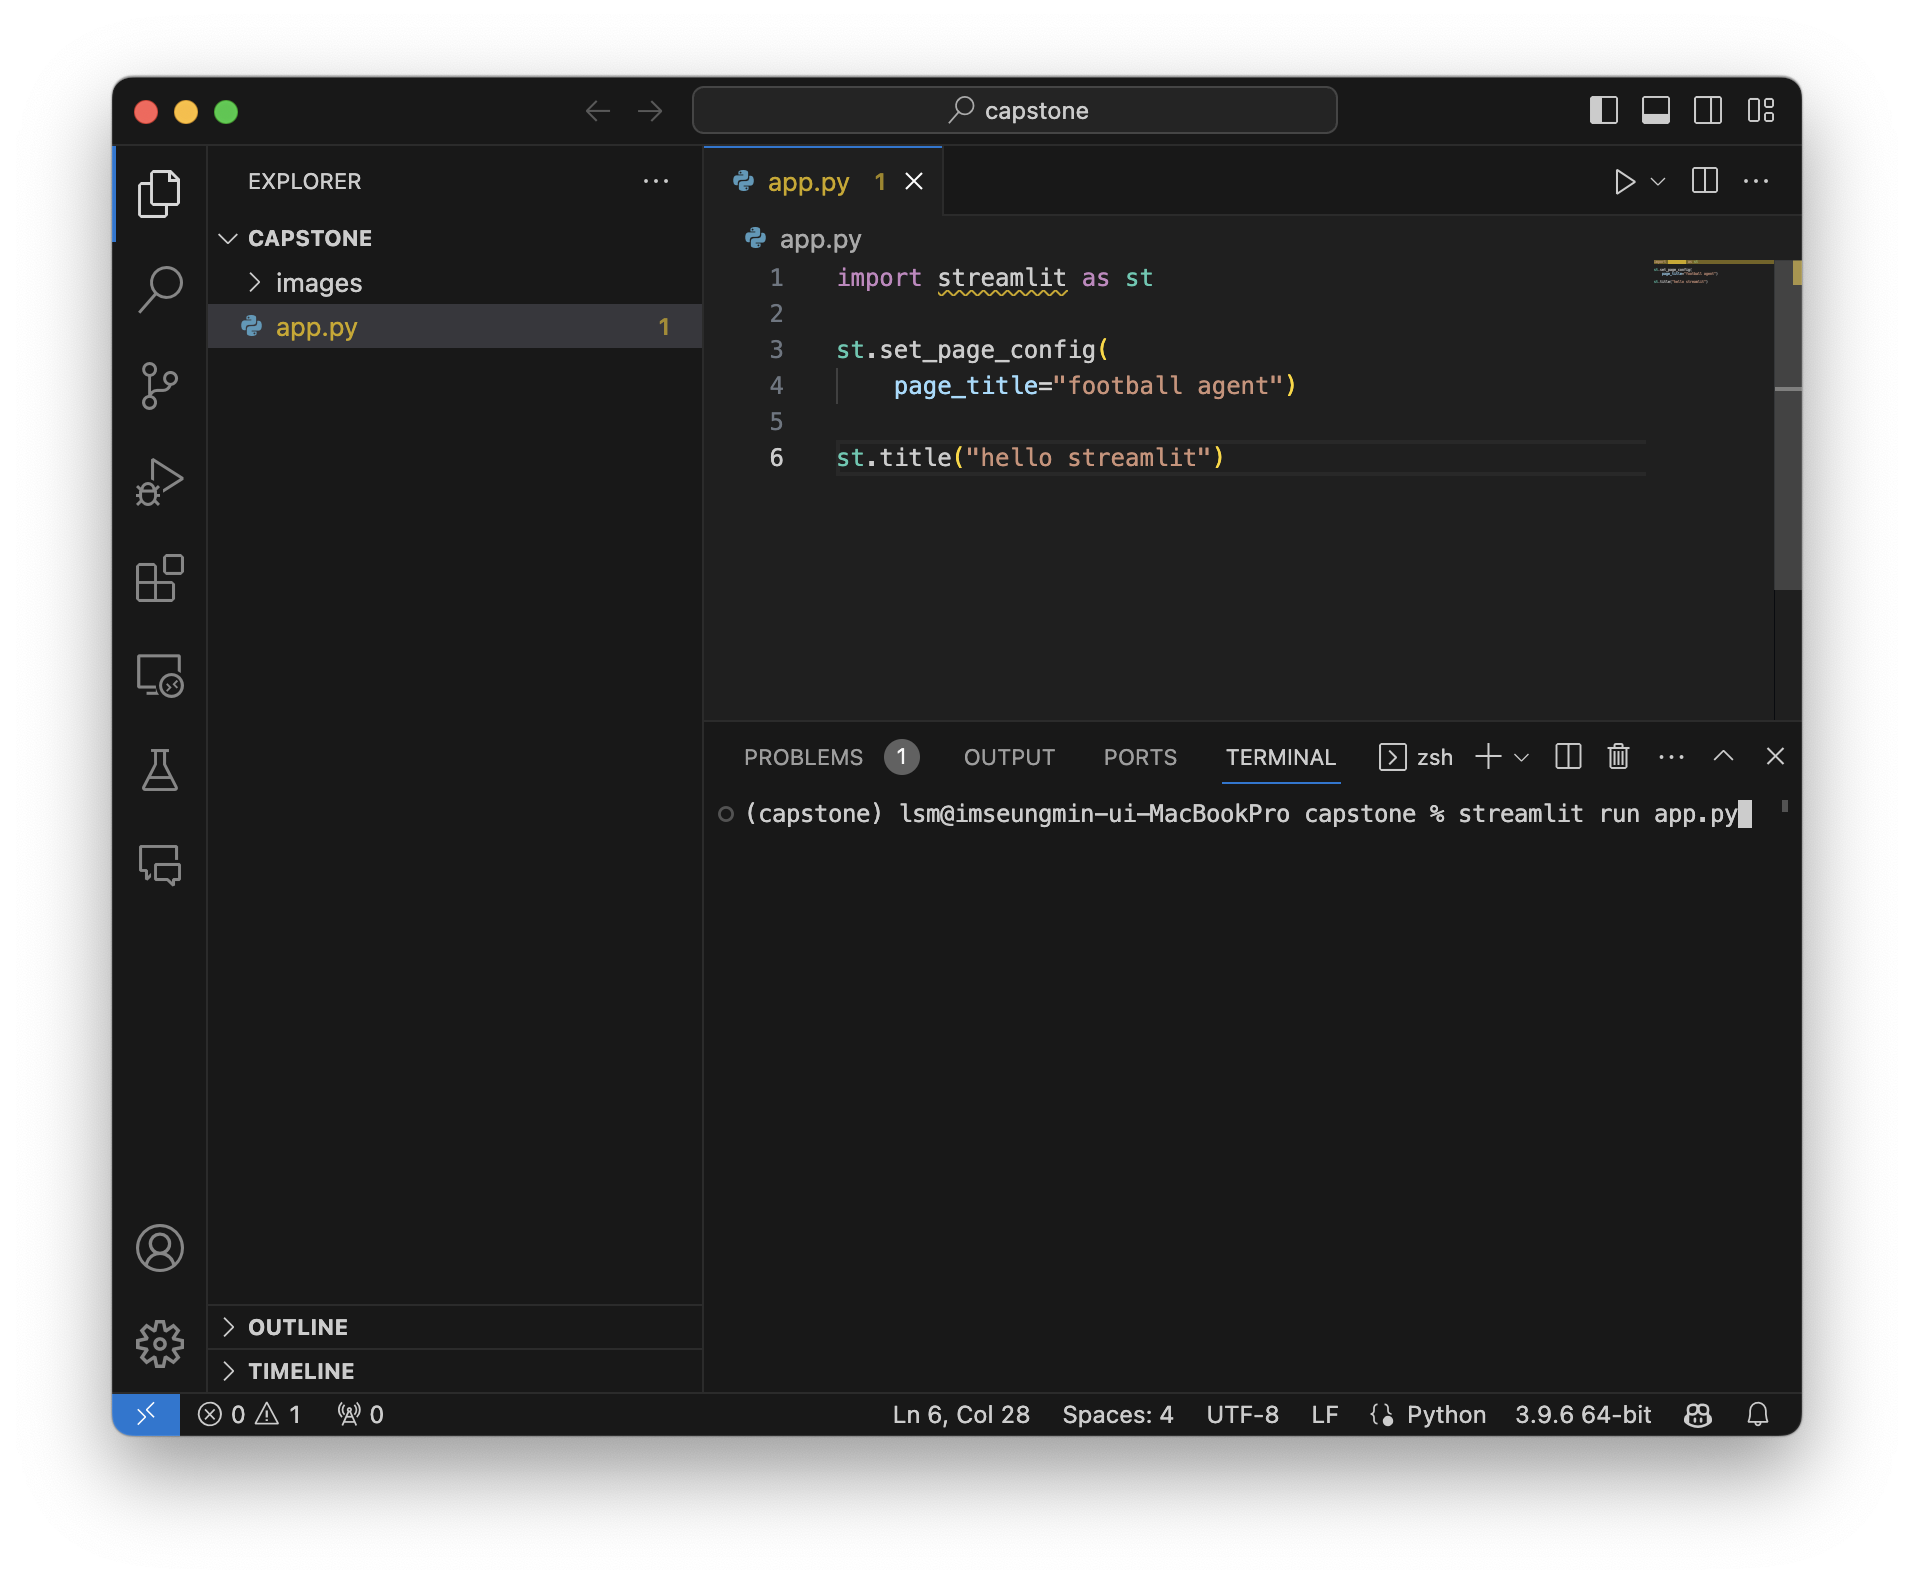 capstone
EXPLORER
CAPSTONE
images
app.py 1
app.py 1
app.py
1 import streamlit as st
2
3 st.set_page_config(
4 page_title="football agent")
5
6 st.title("hello streamlit")
PROBLEMS 1 OUTPUT PORTS TERMINAL zsh
(capstone) lsm@imseungmin-ui-MacBookPro capstone % streamlit run app.py
OUTLINE
TIMELINE
0 1 0 Ln 6, Col 28 Spaces: 4 UTF-8 LF Python 3.9.6 64-bit